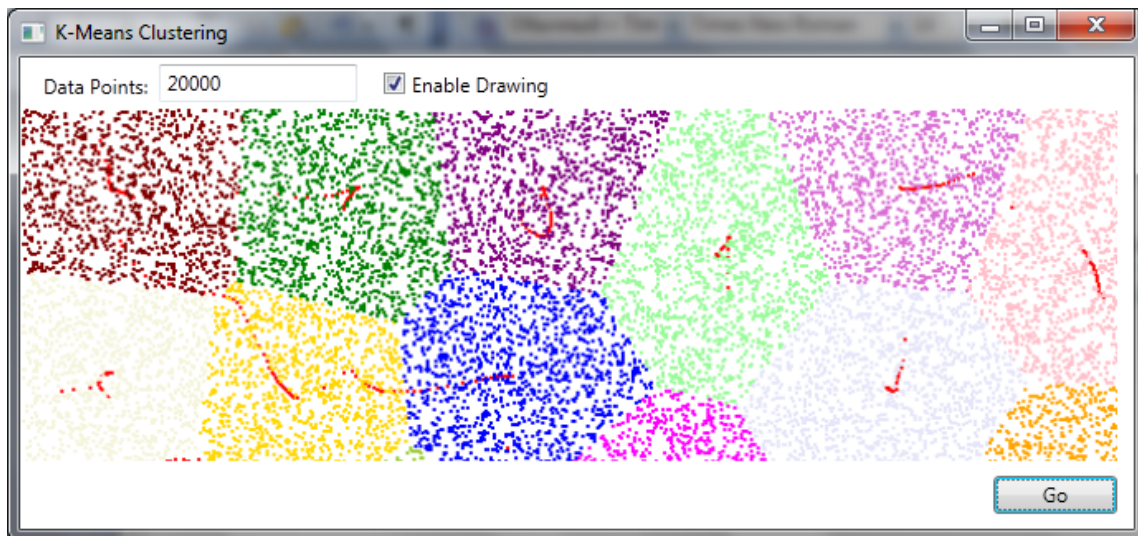 K-Means Clustering
Data Points: 20000 Enable Drawing
Go